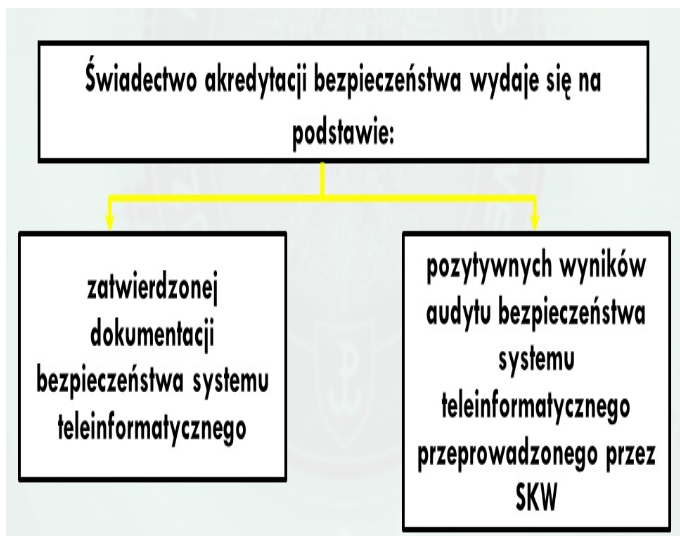 Świadectwo akredytacji bezpieczeństwa wydaje się na
podstawie:
zatwierdzonej
dokumentacji
bezpieczeństwa systemu
teleinformatycznego
pozytywnych wyników
audytu bezpieczeństwa
systemu
teleinformatycznego
przeprowadzonego przez
SKW